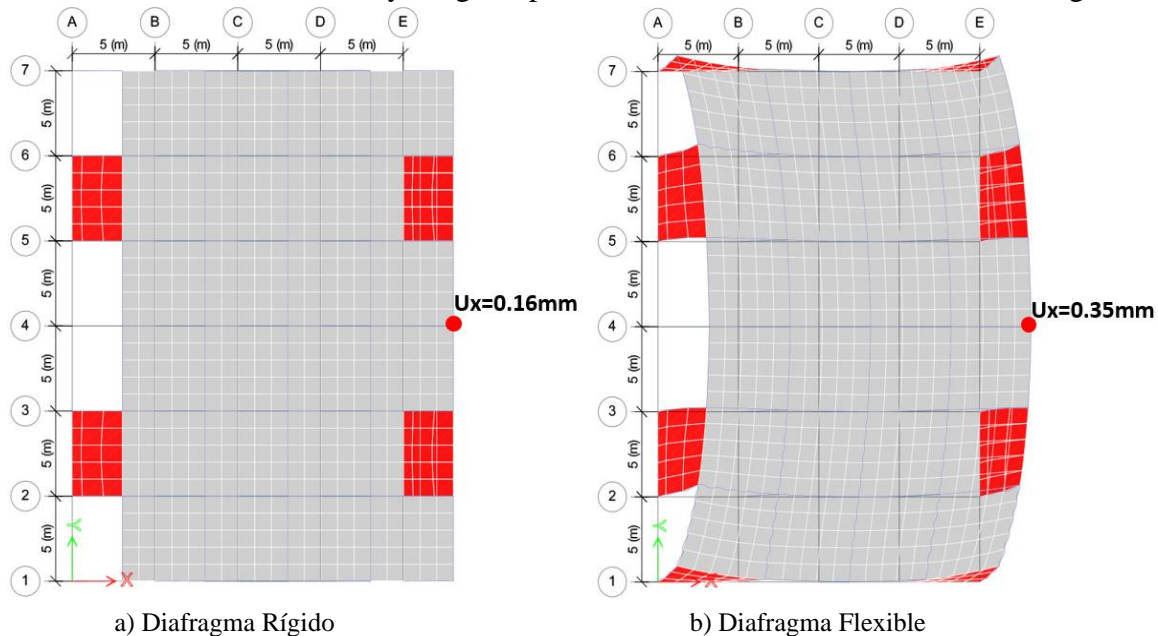 A B C D E
5 (m) 5 (m) 5 (m) 5 (m)
7
5 (m)
6
5 (m)
5
5 (m)
4
Ux=0.16mm
5 (m)
3
5 (m)
2
5 (m)
Y
X
1
a) Diafragma Rígido
A B C D E
5 (m) 5 (m) 5 (m) 5 (m)
7
5 (m)
6
5 (m)
5
5 (m)
4
Ux=0.35mm
5 (m)
3
5 (m)
2
5 (m)
Y
X
1
b) Diafragma Flexible